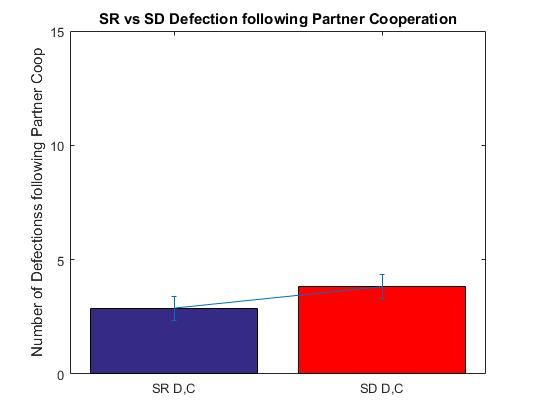 SR vs SD Defection following Partner Cooperation
Number of Defectionss following Partner Coop
15
10
5
0
SR D,C
SD D,C